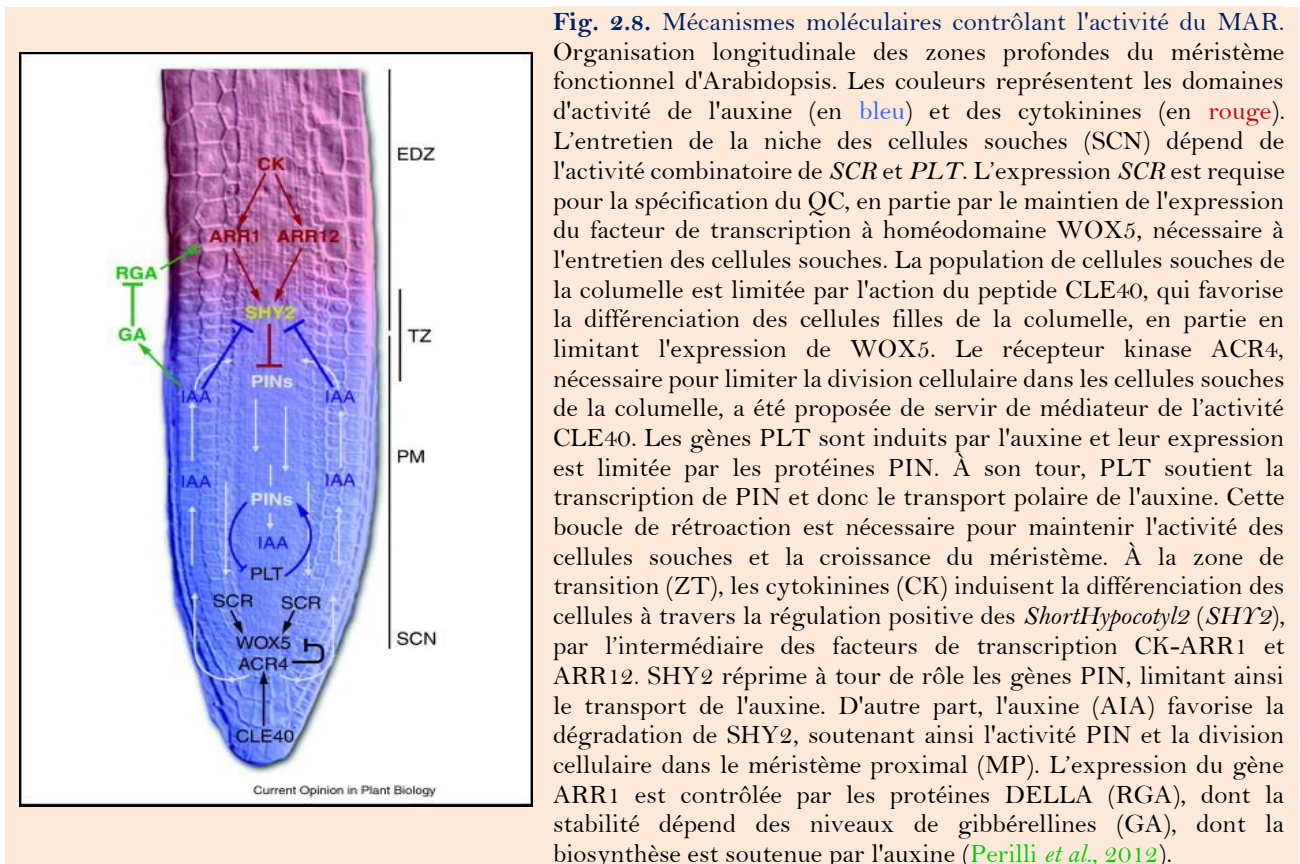 EDZ
CK
ARR1 ARR12
RGA
SHY2
GA
TZ
PINs
IAA IAA
PM
IAA IAA
PINs
IAA
PLT
SCR SCR
WOX5
SCN
ACR4
CLE40
Current Opinion in Plant Biology
Fig. 2.8. Mécanismes moléculaires contrôlant l'activité du MAR.
Organisation longitudinale des zones profondes du méristème
fonctionnel d'Arabidopsis. Les couleurs représentent les domaines
d'activité de l'auxine (en bleu) et des cytokinines (en rouge).
L'entretien de la niche des cellules souches (SCN) dépend de
l'activité combinatoire de SCR et PLT. L'expression SCR est requise
pour la spécification du QC, en partie par le maintien de l'expression
du facteur de transcription à homéodomaine WOX5, nécessaire à
l'entretien des cellules souches. La population de cellules souches de
la columelle est limitée par l'action du peptide CLE40, qui favorise
la différenciation des cellules filles de la columelle, en partie en
limitant l'expression de WOX5. Le récepteur kinase ACR4,
nécessaire pour limiter la division cellulaire dans les cellules souches
de la columelle, a été proposée de servir de médiateur de l'activité
CLE40. Les gènes PLT sont induits par l'auxine et leur expression
est limitée par les protéines PIN. À son tour, PLT soutient la
transcription de PIN et donc le transport polaire de l'auxine. Cette
boucle de rétroaction est nécessaire pour maintenir l'activité des
cellules souches et la croissance du méristème. À la zone de
transition (ZT), les cytokinines (CK) induisent la différenciation des
cellules à travers la régulation positive des ShortHypocotyl2 (SHY2),
par l'intermédiaire des facteurs de transcription CK-ARR1 et
ARR12. SHY2 réprime à tour de rôle les gènes PIN, limitant ainsi
le transport de l'auxine. D'autre part, l'auxine (AIA) favorise la
dégradation de SHY2, soutenant ainsi l'activité PIN et la division
cellulaire dans le méristème proximal (MP). L'expression du gène
ARR1 est contrôlée par les protéines DELLA (RGA), dont la
stabilité dépend des niveaux de gibbérellines (GA), dont la
biosynthèse est soutenue par l'auxine (Perilli et al., 2012).